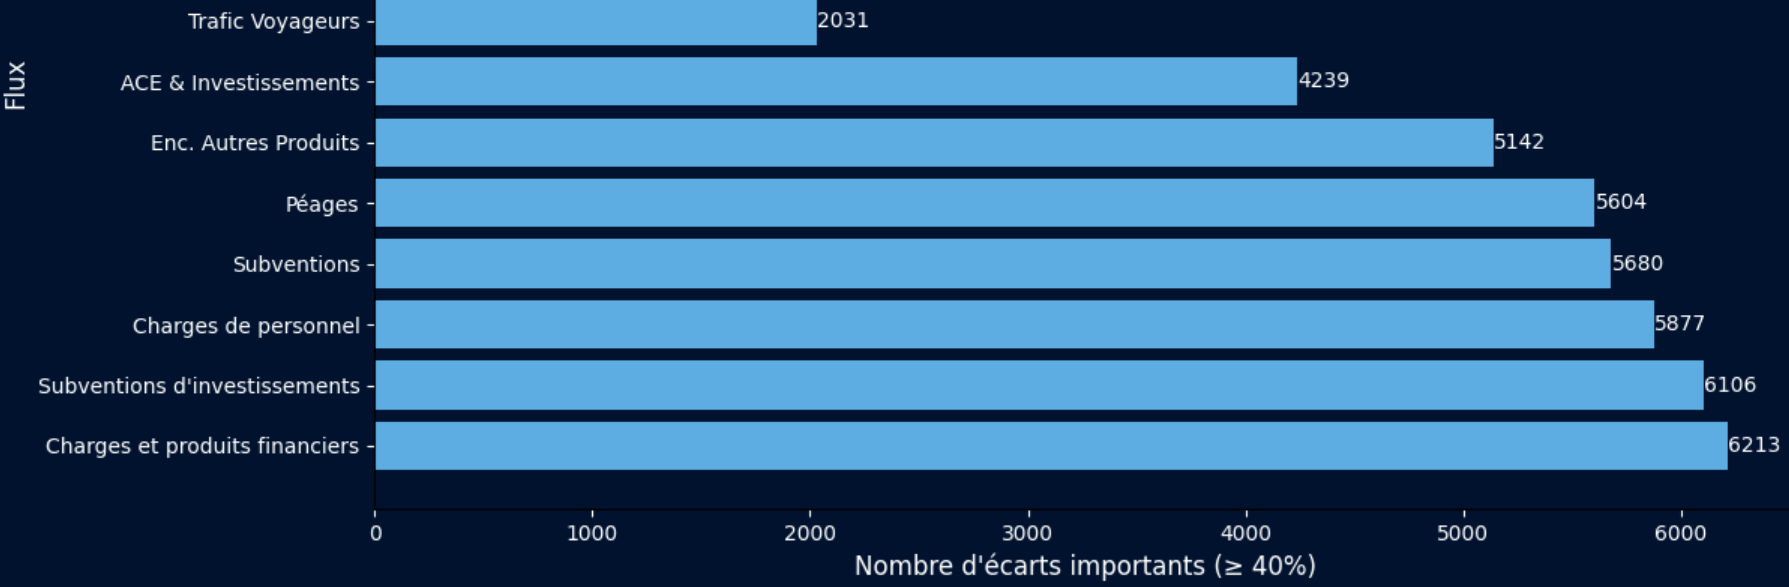 Flux
Trafic Voyageurs 2031
ACE & Investissements 4239
Enc. Autres Produits 5142
Péages 5604
Subventions 5680
Charges de personnel 5877
Subventions d'investissements 6106
Charges et produits financiers 6213
0 1000 2000 3000 4000 5000 6000
Nombre d'écarts importants (≥ 40%)